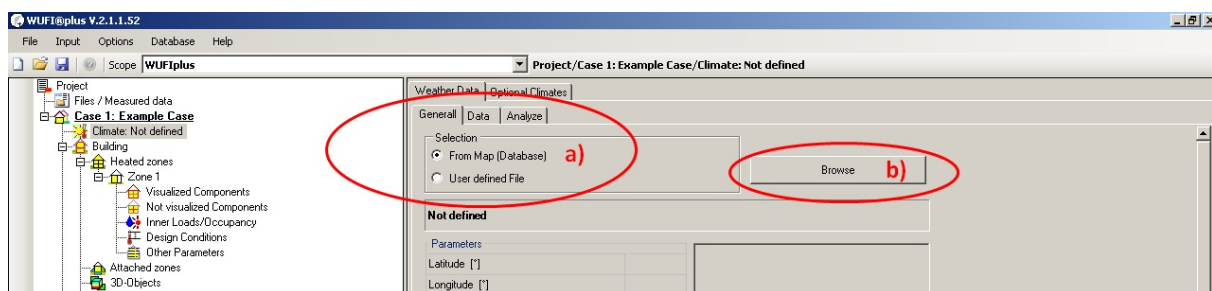 WUFI®plus V.2.1.1.52
File Input Options Database Help
Scope WUFIplus Project/Case 1: Example Case/Climate: Not defined
Project
Files / Measured data
Case 1: Example Case
Climate: Not defined
Building
Heated zones
Zone 1
Visualized Components
Not visualized Components
Inner Loads/Occupancy
Design Conditions
Other Parameters
Attached zones
3D-Objects
Weather Data Optional Climates
Generall Data Analyze
Selection
From Map (Database) a)
User defined File
Browse b)
Not defined
Parameters
Latitude [°]
Longitude [°]